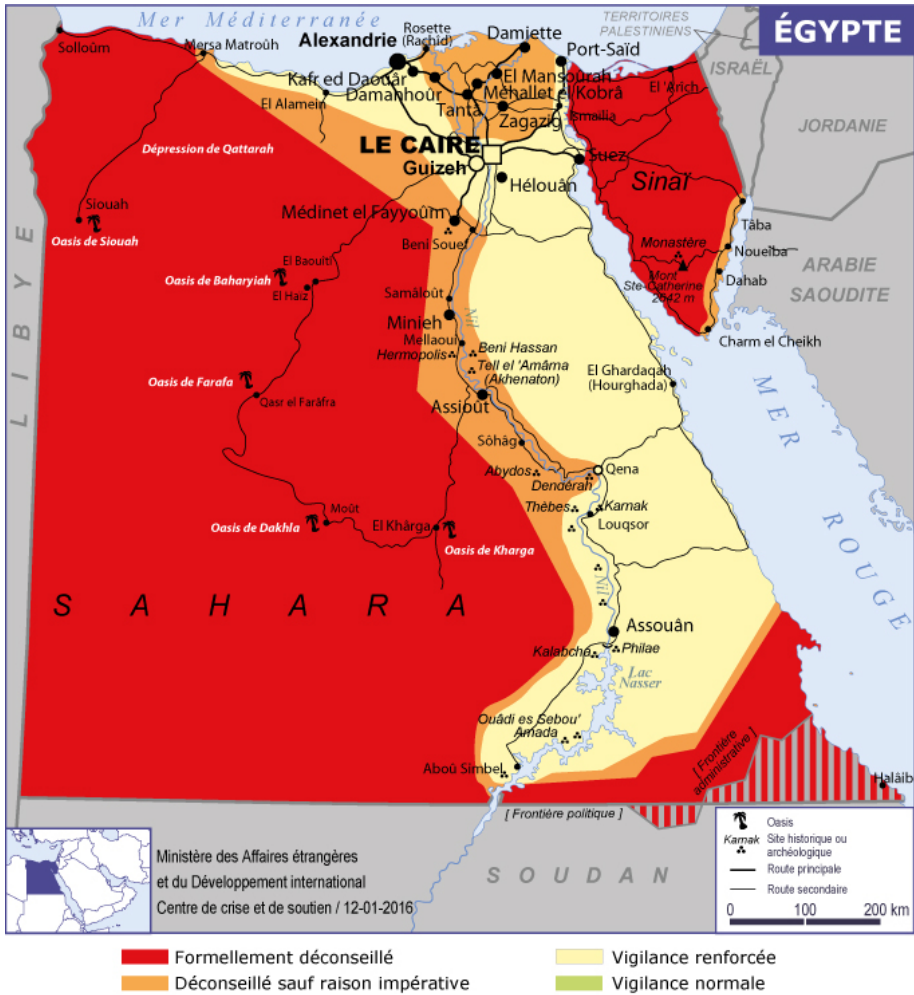 Mer Méditerranée
TERRITOIRES
PALESTINIENS
ÉGYPTE
Solloûm
Mersa Matroûh
Alexandrie
Rosette
(Rachîd)
Damiette
Port-Saïd
ISRAËL
Kafr ed Daouâr
El Mansourah
El 'Arîch
El Alamein
Damanhoûr
Méhallet el Kobrâ
Tanta
Zagazig
Ismaïlia
JORDANIE
Dépression de Qattarah
LE CAIRE
Guizeh
Suez
Hélouân
Sinaï
Siouah
Oasis de Siouah
Médinet el Fayyoûm
Beni Souef
Tâba
Monastère
Noueïba
El Baouîti
Oasis de Baharyiah
El Haiz
Mont
Ste-Catherine
2642 m
Dahab
ARABIE
SAOUDITE
LIBYE
Samâloût
Nil
Minieh
Mellaoui
Hermopolis
Beni Hassan
Tell el 'Amâma
(Akhenaton)
Charm el Cheikh
El Ghardaqah
(Hourghada)
MER ROUGE
Oasis de Farafa
Qasr el Farâfra
Assioût
Sôhâg
Abydos
Dendérah
Qena
Thèbes
Karnak
Louqsor
Moût
Oasis de Dakhla
El Khârga
Oasis de Kharga
Nil
SAHARA
Assouân
Kalabché
Philae
Lac
Nasser
Ouâdi es Sebou'
Amada
Aboû Simbel
[ Frontière
administrative ]
Halâib
[ Frontière politique ]
SOUDAN
Ministère des Affaires étrangères
et du Développement international
Centre de crise et de soutien / 12-01-2016
Oasis
Karnak
Site historique ou
archéologique
Route principale
Route secondaire
0 100 200 km
Formellement déconseillé
Vigilance renforcée
Déconseillé sauf raison impérative
Vigilance normale